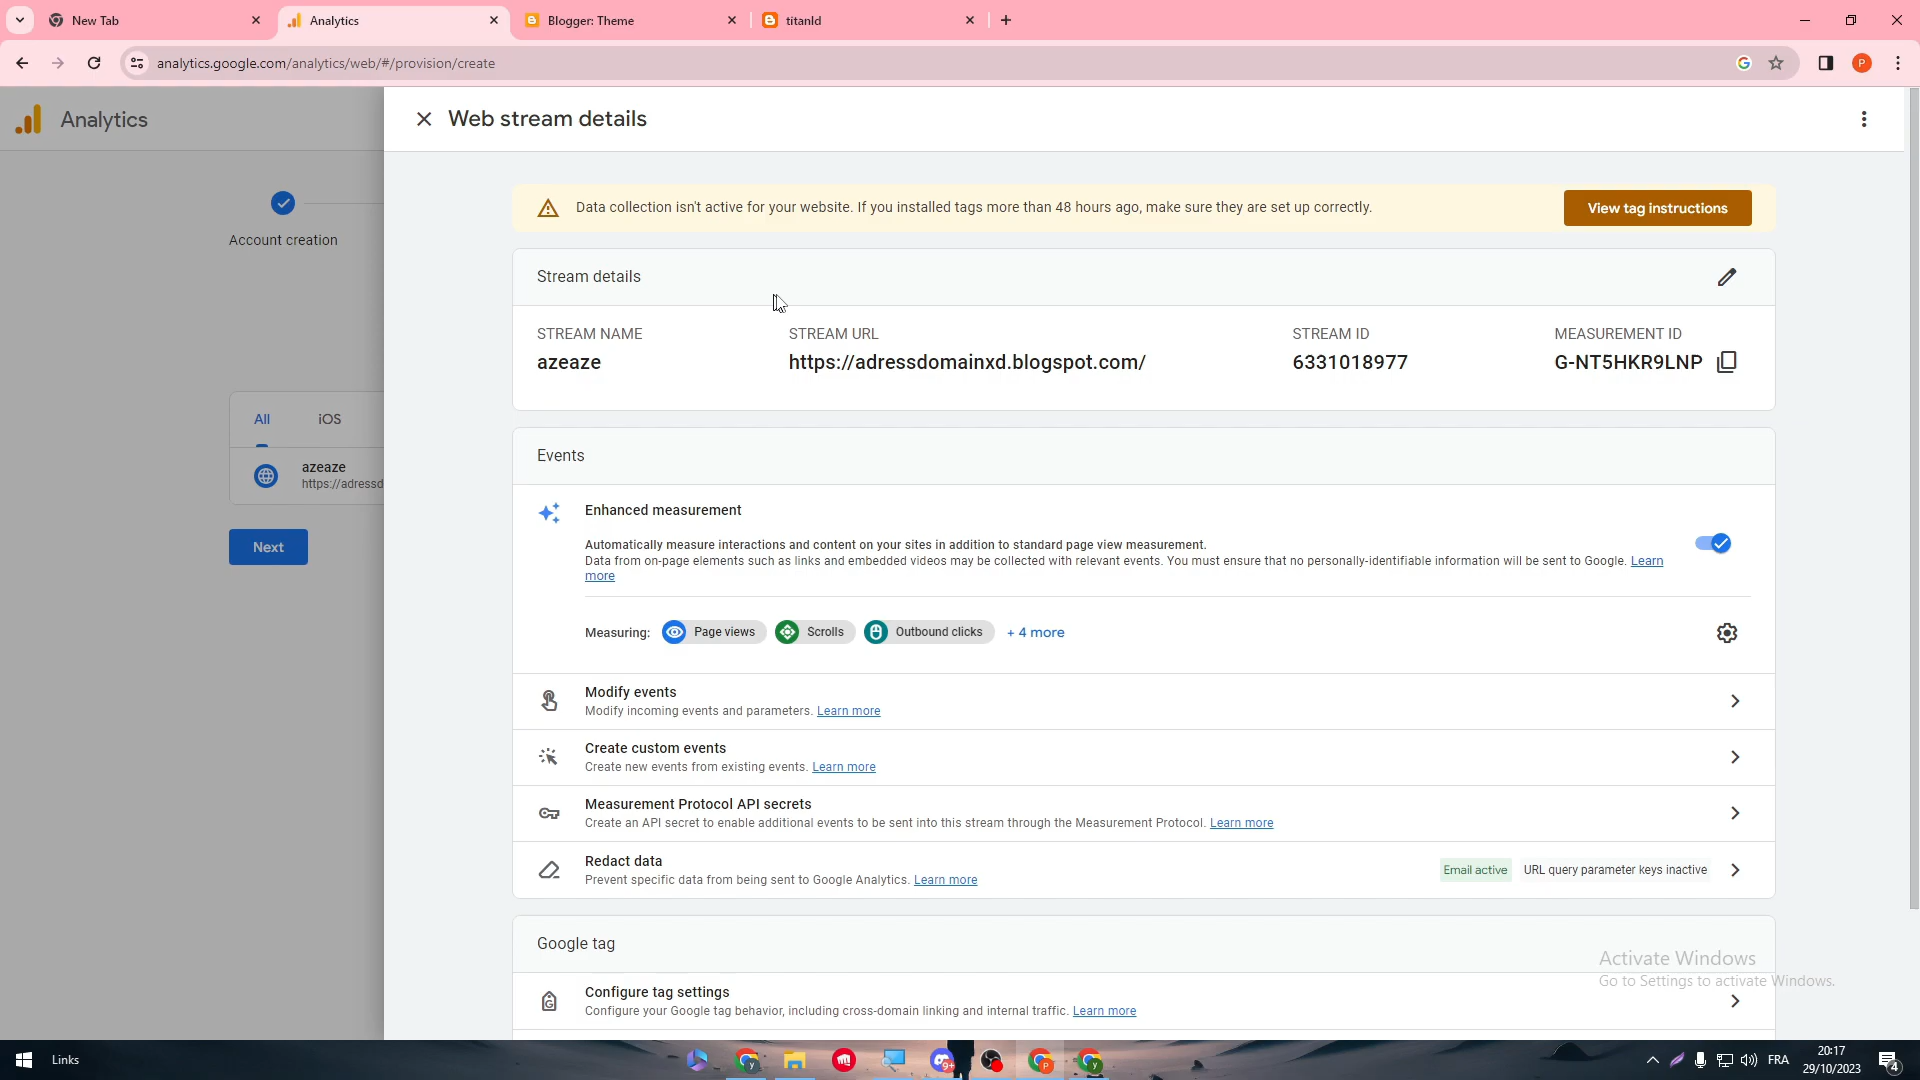 New Tab
Analytics
Blogger: Theme
titanld
analytics.google.com/analytics/web/#/provision/create
P
Analytics
Web stream details
Data collection isn't active for your website. If you installed tags more than 48 hours ago, make sure they are set up correctly.
View tag instructions
Account creation
Stream details
STREAM NAME
STREAM URL
STREAM ID
MEASUREMENT ID
azeaze
https://adressdomainxd.blogspot.com/
6331018977
G-NT5HKR9LNP
All
iOS
azeaze
https://adressd
Next
Events
Enhanced measurement
Automatically measure interactions and content on your sites in addition to standard page view measurement.
Data from on-page elements such as links and embedded videos may be collected with relevant events. You must ensure that no personally-identifiable information will be sent to Google. Learn
more
Measuring: Page views Scrolls Outbound clicks + 4 more
Modify events
Modify incoming events and parameters. Learn more
Create custom events
Create new events from existing events. Learn more
Measurement Protocol API secrets
Create an API secret to enable additional events to be sent into this stream through the Measurement Protocol. Learn more
Redact data
Prevent specific data from being sent to Google Analytics. Learn more
Email active
URL query parameter keys inactive
Google tag
Configure tag settings
Configure your Google tag behavior, including cross-domain linking and internal traffic. Learn more
Activate Windows
Go to Settings to activate Windows.
Links
9+
FRA
20:17
29/10/2023
4